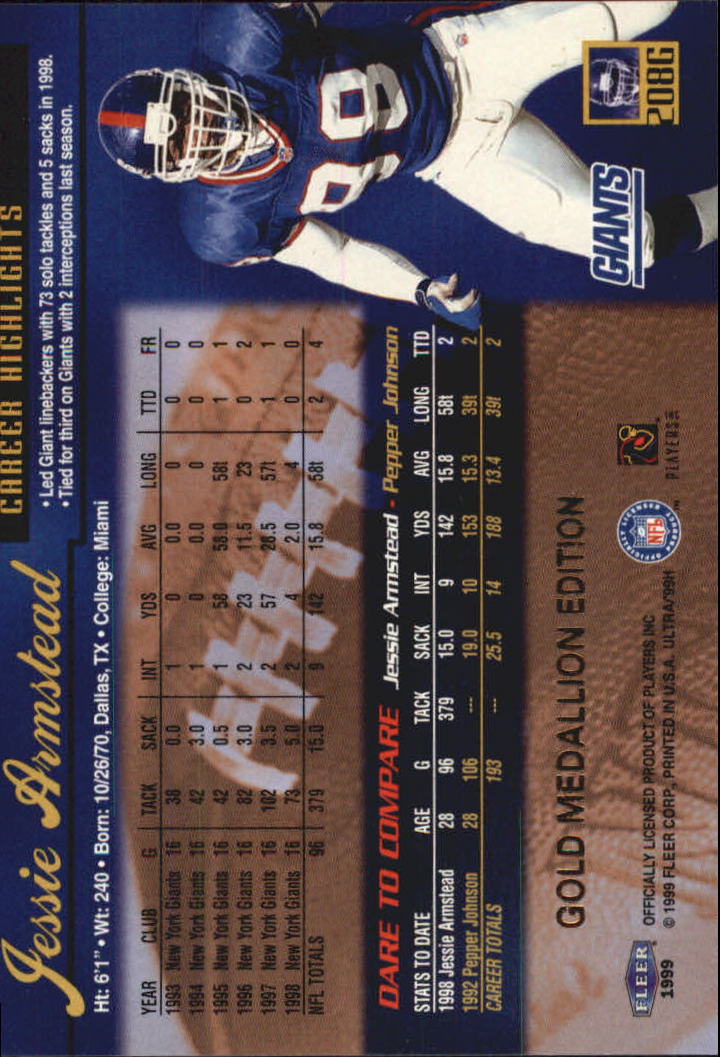 Jessie Armstead
CAREER HIGHLIGHTS
• Led Giant linebackers with 73 solo tackles and 5 sacks in 1998.
• Tied for third on Giants with 2 interceptions last season.
Ht: 6'1" • Wt: 240 • Born: 10/26/70, Dallas, TX • College: Miami
YEAR CLUB G TACK SACK INT YDS AVG LONG TTD FR
1993 New York Giants 16 38 0.0 1 0 0.0 0 0 0
1994 New York Giants 16 42 3.0 1 0 0.0 0 0 0
1995 New York Giants 16 42 0.5 1 58 58.0 58t 1 1
1996 New York Giants 16 82 3.0 2 23 11.5 23 0 2
1997 New York Giants 16 102 3.5 2 57 28.5 57t 1 1
1998 New York Giants 16 73 5.0 2 4 2.0 4 0 0
NFL TOTALS 96 379 15.0 9 142 15.8 58t 2 4
DARE TO COMPARE Jessie Armstead - Pepper Johnson
STATS TO DATE AGE G TACK SACK INT YDS AVG LONG TTD
1998 Jessie Armstead 28 96 379 15.0 9 142 15.8 58t 2
1992 Pepper Johnson 28 106 --- 19.0 10 153 15.3 39t 2
CAREER TOTALS 193 --- 25.5 14 188 13.4 39t 2
GOLD MEDALLION EDITION
GIANTS
208G
98
FLEER
1999
OFFICIALLY LICENSED PRODUCT OF PLAYERS INC
© 1999 FLEER CORP., PRINTED IN U.S.A. ULTRA/99H
OFFICIALLY LICENSED PRODUCT
NFL
TM
PLAYERS INC